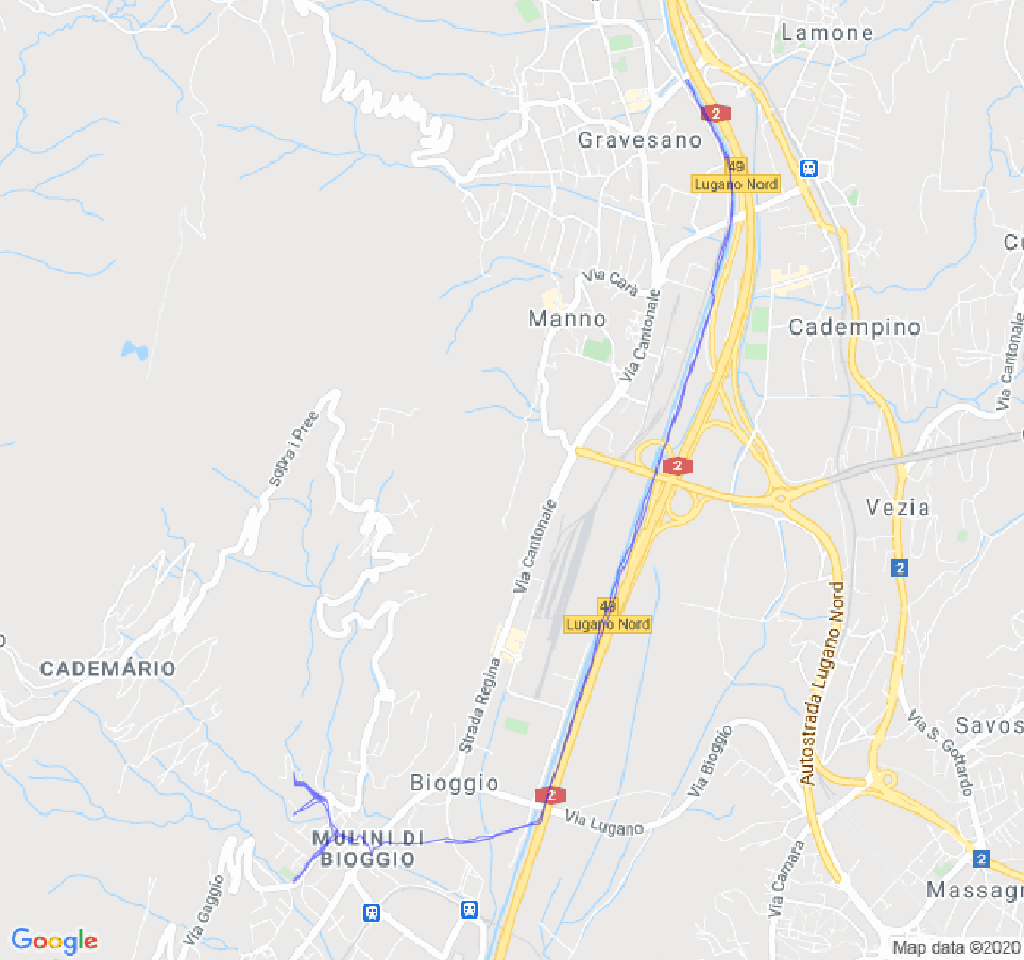 Lamone
2
Gravesano
49
Lugano Nord
Via Cantonale
Via Carà
Manno
Cadempino
Via Cantonale
Sopra i Pree
2
Vezia
Via Cantonale
2
49
Lugano Nord
CADEMÁRIO
Autostrada Lugano Nord
Strada Regina
Via S. Gottardo
Savos
Via Bioggio
Bioggio
2
Via Lugano
MULINI DI
BIOGGIO
2
Via Camara
Via Gaggio
Massagn
Google
Map data ©2020